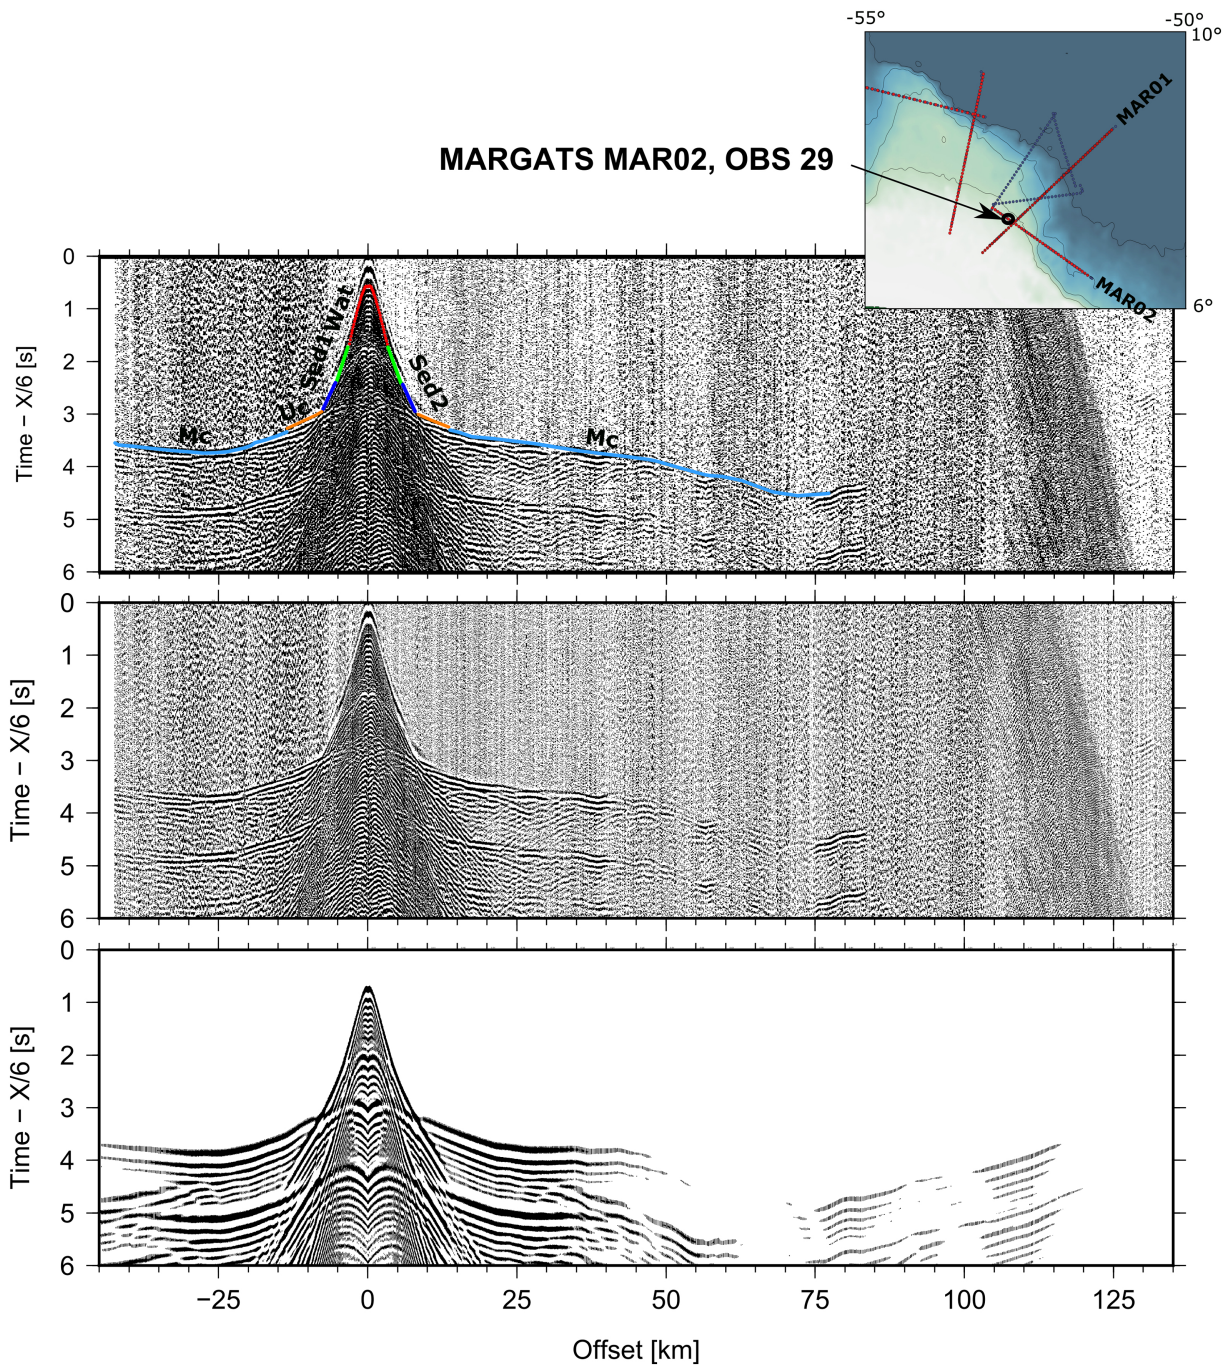 -55°
-50°
10°
MAR01
MARGATS MAR02, OBS 29
MAR02
6°
0
1
2
3
4
5
6
Time – X/6 [s]
Wat
Sed1
Sed2
Uc
Mc
Mc
0
1
2
3
4
5
6
Time – X/6 [s]
0
1
2
3
4
5
6
Time – X/6 [s]
−25
0
25
50
75
100
125
Offset [km]